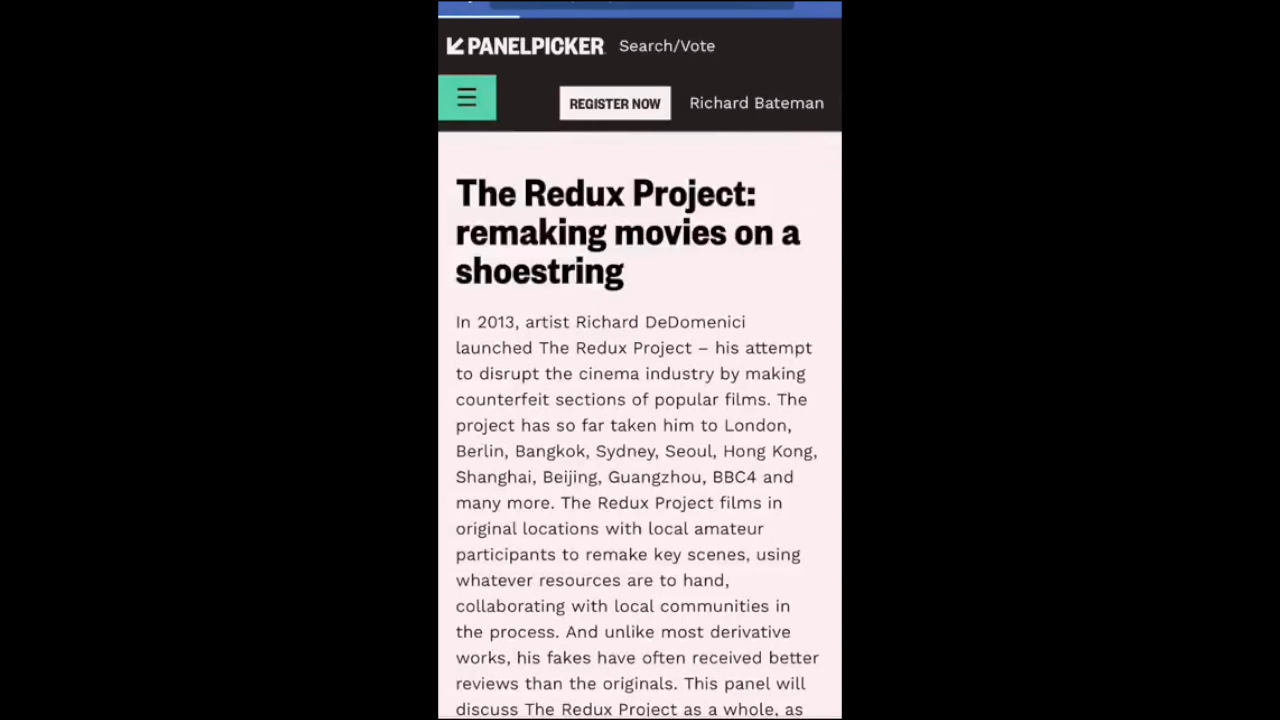 PANELPICKER Search/Vote
REGISTER NOW Richard Bateman
The Redux Project:
remaking movies on a
shoestring
In 2013, artist Richard DeDomenici
launched The Redux Project – his attempt
to disrupt the cinema industry by making
counterfeit sections of popular films. The
project has so far taken him to London,
Berlin, Bangkok, Sydney, Seoul, Hong Kong,
Shanghai, Beijing, Guangzhou, BBC4 and
many more. The Redux Project films in
original locations with local amateur
participants to remake key scenes, using
whatever resources are to hand,
collaborating with local communities in
the process. And unlike most derivative
works, his fakes have often received better
reviews than the originals. This panel will
discuss The Redux Project as a whole, as